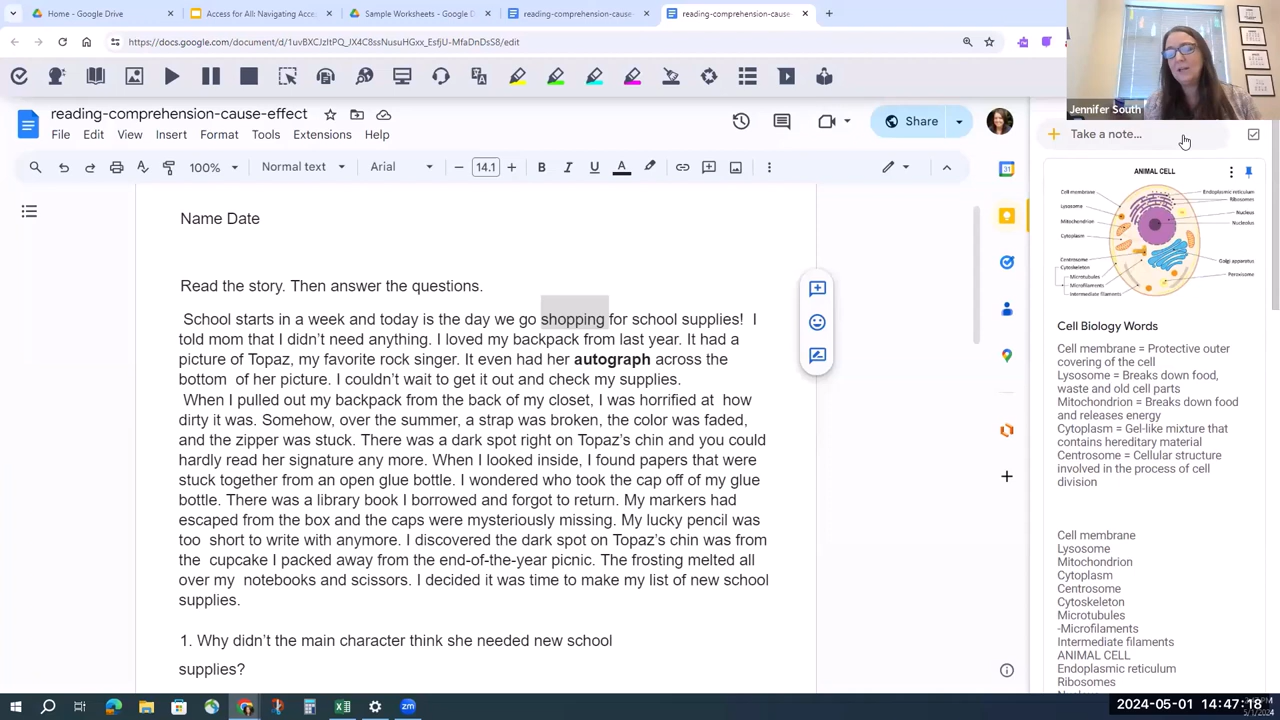 Home - Google Drive
Access for All: Navigating Acce
Sample Worksheets - Google D
reading-comprehension-cause-
reading-comprehension-cause-
Jennifer South
reading-comprehension-cause-effect
File Edit View Insert Format Tools Extensions Help
Share
100% Normal text Arial 14.1
Take a note...
Name Date
Read the story. Then answer the questions.
School starts in a week and today is the day we go shopping for school supplies! I
told mom that I didn't need anything. I loved my backpack from last year. It had a
picture of Topaz, my favorite rock singer. It even had her autograph across the
bottom of her picture. I couldn't wait to get it out and check my supplies.
When I pulled out my backpack from the back of my closet, I was horrified at how
dirty it was. Somehow, over the summer, a strap was broken, the color was faded,
and the zipper was stuck. There was a dark spot right on Topaz's chin and you could
hardly read her signature anymore. When I looked inside, I found papers that were
stuck together from an open glue bottle. I wondered who took the cap off of my glue
bottle. There was a library book I borrowed and forgot to return. My markers had
escaped from the box and the caps were mysteriously missing. My lucky pencil was
too short to write with anymore. I discovered the dark spot on Topaz's chin was from
the cupcake I packed away from the end-of-the-year picnic. The frosting melted all
over my notebooks and scissors. I decided it was time to make my list of new school
supplies.
1. Why didn't the main character think she needed new school
supplies?
ANIMAL CELL
Cell membrane
Lysosome
Mitochondrion
Cytoplasm
Centrosome
Cytoskeleton
Microtubules
Microfilaments
Intermediate filaments
Endoplasmic reticulum
Ribosomes
Nucleus
Nucleolus
Golgi apparatus
Peroxisome
Cell Biology Words
Cell membrane = Protective outer
covering of the cell
Lysosome = Breaks down food,
waste and old cell parts
Mitochondrion = Breaks down food
and releases energy
Cytoplasm = Gel-like mixture that
contains hereditary material
Centrosome = Cellular structure
involved in the process of cell
division
Cell membrane
Lysosome
Mitochondrion
Cytoplasm
Centrosome
Cytoskeleton
Microtubules
-Microfilaments
Intermediate filaments
ANIMAL CELL
Endoplasmic reticulum
Ribosomes
2024-05-01 14:47:18